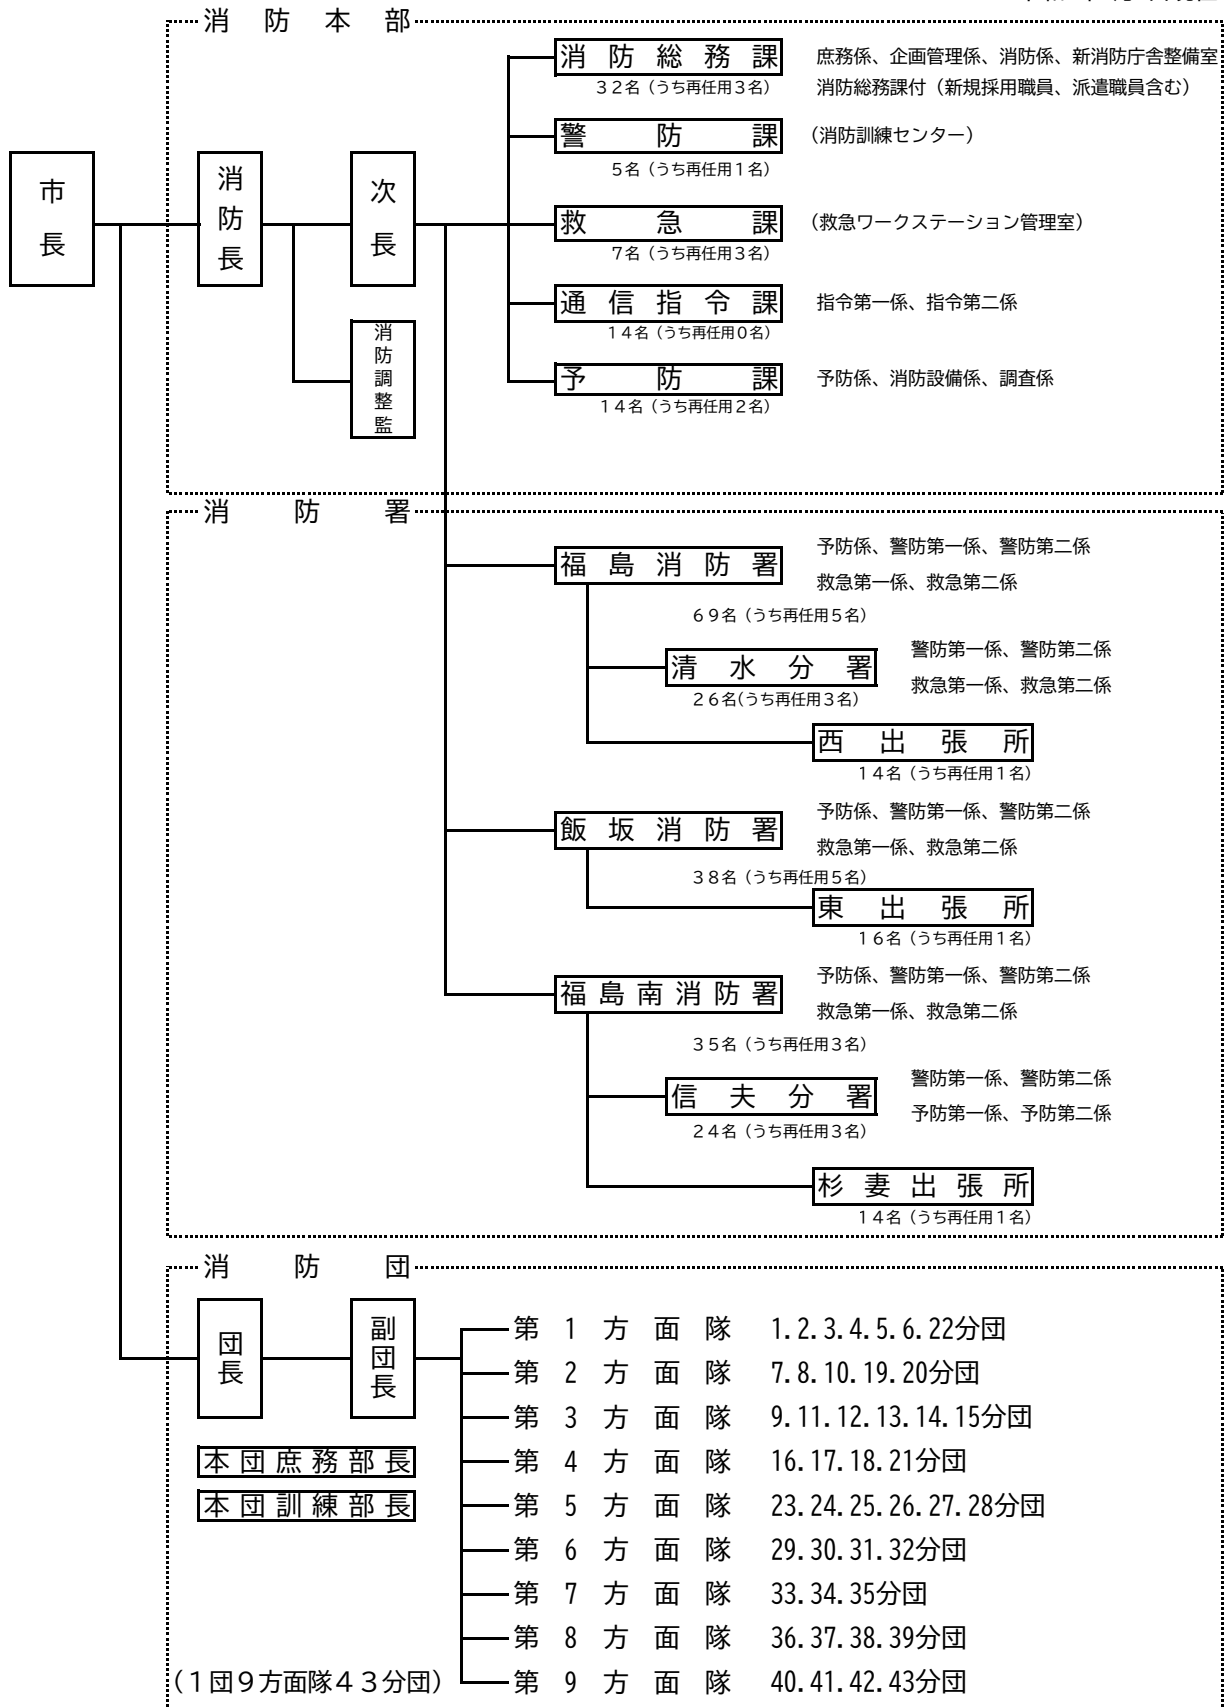 消防本部
消防総務課
庶務係、企画管理係、消防係、新消防庁舎整備室
32名（うち再任用3名）
消防総務課付（新規採用職員、派遣職員含む）
警防課
（消防訓練センター）
5名（うち再任用1名）
市長
消防長
次長
救急課
（救急ワークステーション管理室）
7名（うち再任用3名）
通信指令課
指令第一係、指令第二係
14名（うち再任用0名）
消防調整監
予防課
予防係、消防設備係、調査係
14名（うち再任用2名）
消防署
福島消防署
予防係、警防第一係、警防第二係
救急第一係、救急第二係
69名（うち再任用5名）
清水分署
警防第一係、警防第二係
救急第一係、救急第二係
26名(うち再任用3名）
西出張所
14名（うち再任用1名）
飯坂消防署
予防係、警防第一係、警防第二係
救急第一係、救急第二係
38名（うち再任用5名）
東出張所
16名（うち再任用1名）
福島南消防署
予防係、警防第一係、警防第二係
救急第一係、救急第二係
35名（うち再任用3名）
信夫分署
警防第一係、警防第二係
予防第一係、予防第二係
24名（うち再任用3名）
杉妻出張所
14名（うち再任用1名）
消防団
団長
副団長
第1方面隊 1.2.3.4.5.6.22分団
第2方面隊 7.8.10.19.20分団
第3方面隊 9.11.12.13.14.15分団
本団庶務部長
第4方面隊 16.17.18.21分団
本団訓練部長
第5方面隊 23.24.25.26.27.28分団
第6方面隊 29.30.31.32分団
第7方面隊 33.34.35分団
第8方面隊 36.37.38.39分団
（1団9方面隊43分団）
第9方面隊 40.41.42.43分団